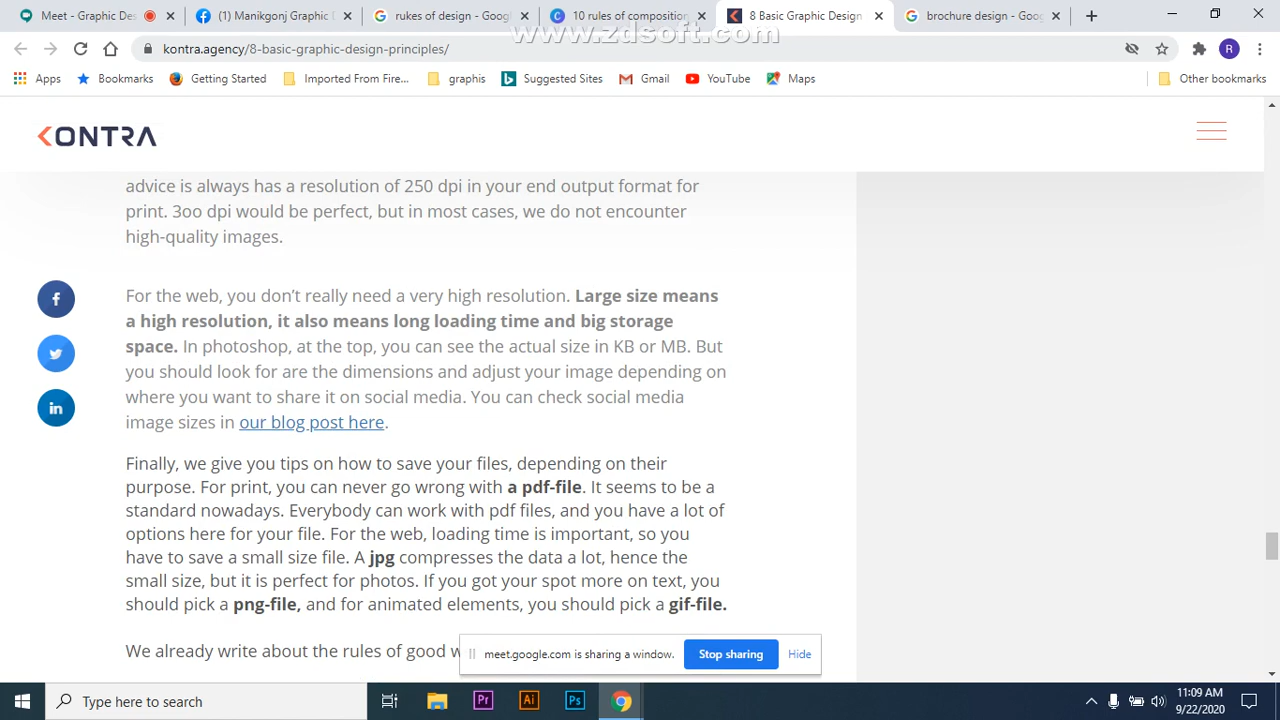 Meet - Graphic Des
(1) Manikgonj Graphic D
rukes of design - Google
10 rules of composition
8 Basic Graphic Design
brochure design - Google
www.zdsoft.com
kontra.agency/8-basic-graphic-design-principles/
R
Apps
Bookmarks
Getting Started
Imported From Fire...
graphis
Suggested Sites
Gmail
YouTube
Maps
Other bookmarks
KONTRA
advice is always has a resolution of 250 dpi in your end output format for
print. 3oo dpi would be perfect, but in most cases, we do not encounter
high-quality images.
For the web, you don’t really need a very high resolution. Large size means
a high resolution, it also means long loading time and big storage
space. In photoshop, at the top, you can see the actual size in KB or MB. But
you should look for are the dimensions and adjust your image depending on
where you want to share it on social media. You can check social media
image sizes in our blog post here.
Finally, we give you tips on how to save your files, depending on their
purpose. For print, you can never go wrong with a pdf-file. It seems to be a
standard nowadays. Everybody can work with pdf files, and you have a lot of
options here for your file. For the web, loading time is important, so you
have to save a small size file. A jpg compresses the data a lot, hence the
small size, but it is perfect for photos. If you got your spot more on text, you
should pick a png-file, and for animated elements, you should pick a gif-file.
We already write about the rules of good w
meet.google.com is sharing a window.
Stop sharing
Hide
Type here to search
Pr
Ai
Ps
11:09 AM
9/22/2020